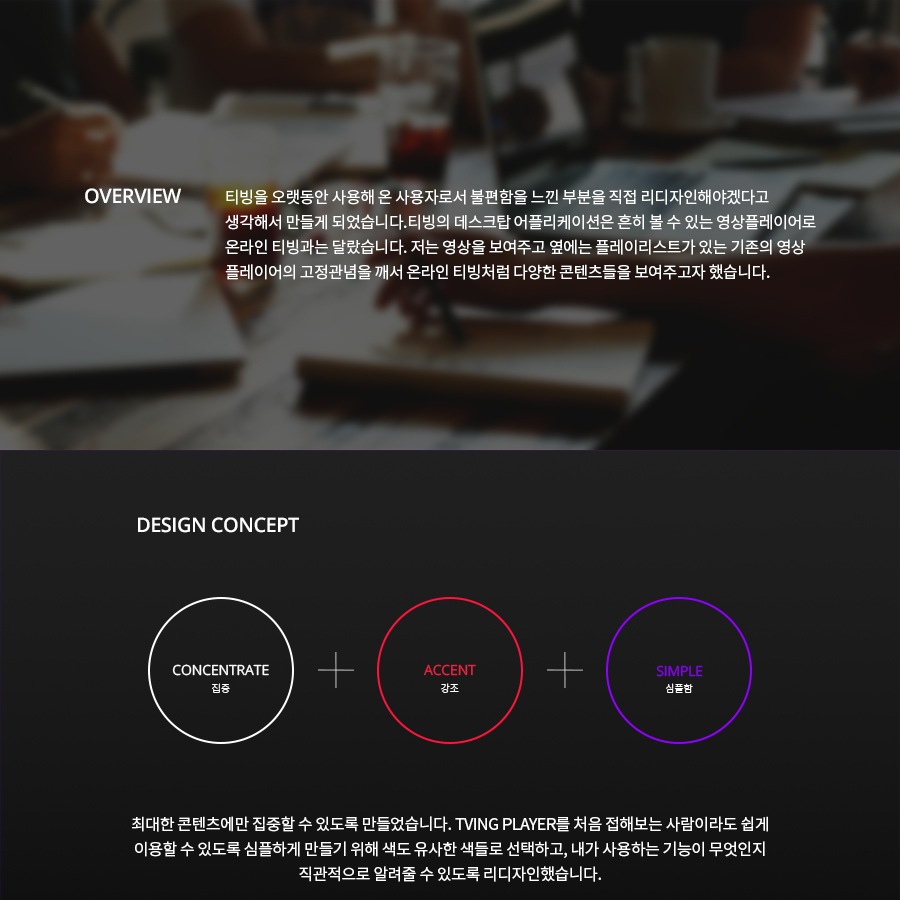 OVERVIEW
티빙을 오랫동안 사용해 온 사용자로서 불편함을 느낀 부분을 직접 리디자인해야겠다고
생각해서 만들게 되었습니다.티빙의 데스크탑 어플리케이션은 흔히 볼 수 있는 영상플레이어로
온라인 티빙과는 달랐습니다. 저는 영상을 보여주고 옆에는 플레이리스트가 있는 기존의 영상
플레이어의 고정관념을 깨서 온라인 티빙처럼 다양한 콘텐츠들을 보여주고자 했습니다.
DESIGN CONCEPT
CONCENTRATE
집중
ACCENT
강조
SIMPLE
심플함
최대한 콘텐츠에만 집중할 수 있도록 만들었습니다. TVING PLAYER를 처음 접해보는 사람이라도 쉽게
이용할 수 있도록 심플하게 만들기 위해 색도 유사한 색들로 선택하고, 내가 사용하는 기능이 무엇인지
직관적으로 알려줄 수 있도록 리디자인했습니다.